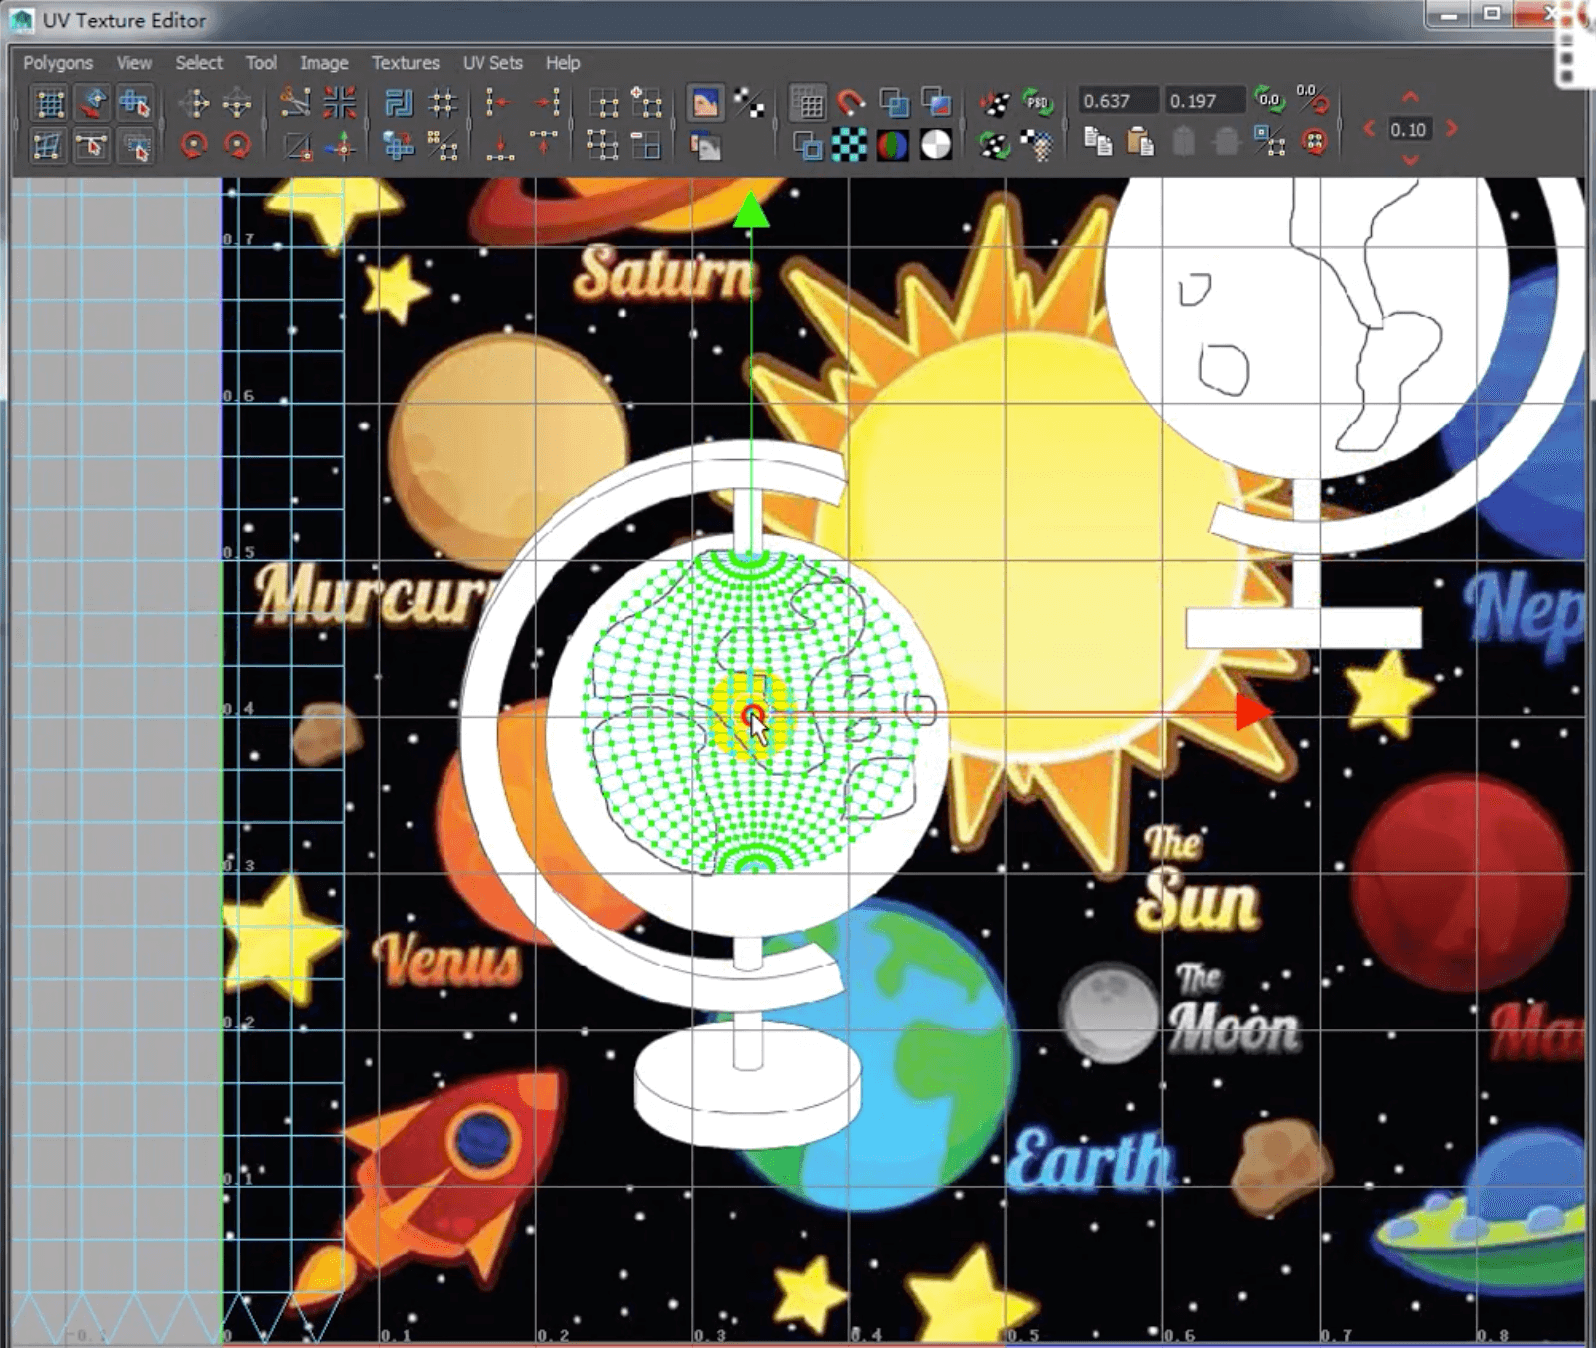 UV Texture Editor
Polygons View Select Tool Image Textures UV Sets Help
0.637 0.197 0.0 0.0
PSD
0.10
0.7
Saturn
0.6
0.5
Murcur
Nep
0.4
0.3
The
Sun
Venus
The
Moon
0.2
Ma
Earth
0.1
0 0.1 0.2 0.3 0.4 0.5 0.6 0.7 0.8